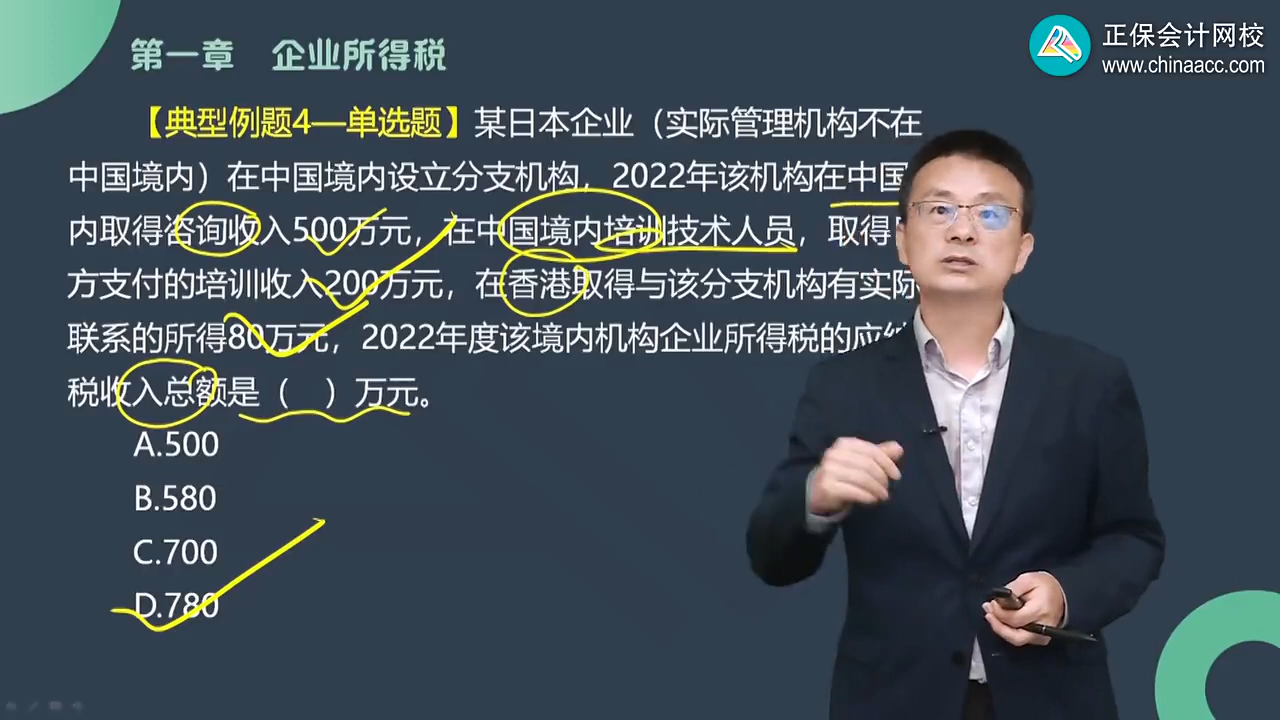 第一章 企业所得税
正保会计网校
www.chinaacc.com
【典型例题4—单选题】某日本企业（实际管理机构不在
中国境内）在中国境内设立分支机构，2022年该机构在中国
内取得咨询收入500万元，在中国境内培训技术人员，取得
方支付的培训收入200万元，在香港取得与该分支机构有实际
联系的所得80万元，2022年度该境内机构企业所得税的应
税收入总额是（ ）万元。
A.500
B.580
C.700
D.780